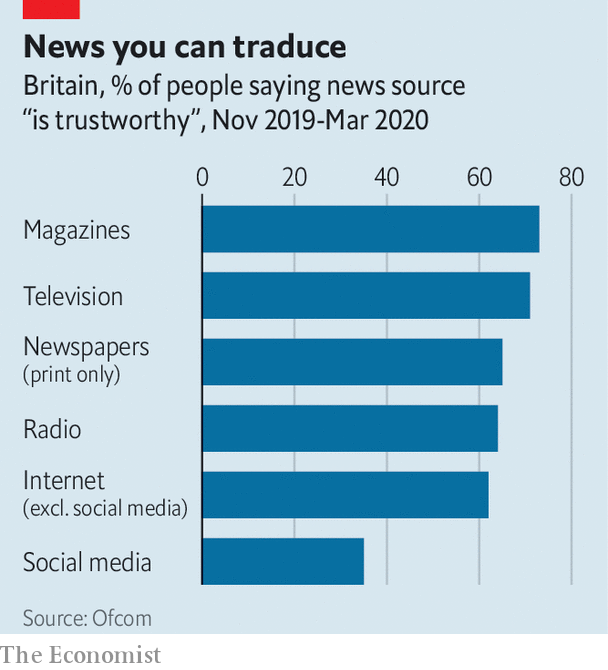 News you can traduce
Britain, % of people saying news source
“is trustworthy”, Nov 2019-Mar 2020
0 20 40 60 80
Magazines
Television
Newspapers
(print only)
Radio
Internet
(excl. social media)
Social media
Source: Ofcom
The Economist